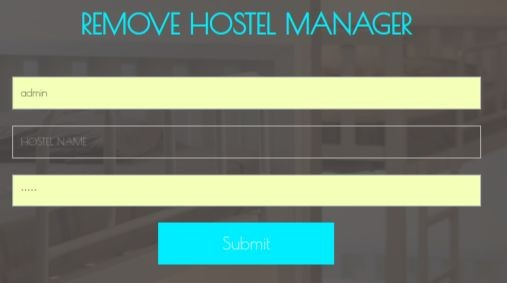 REMOVE HOSTEL MANAGER
admin
HOSTEL NAME
•••••
Submit